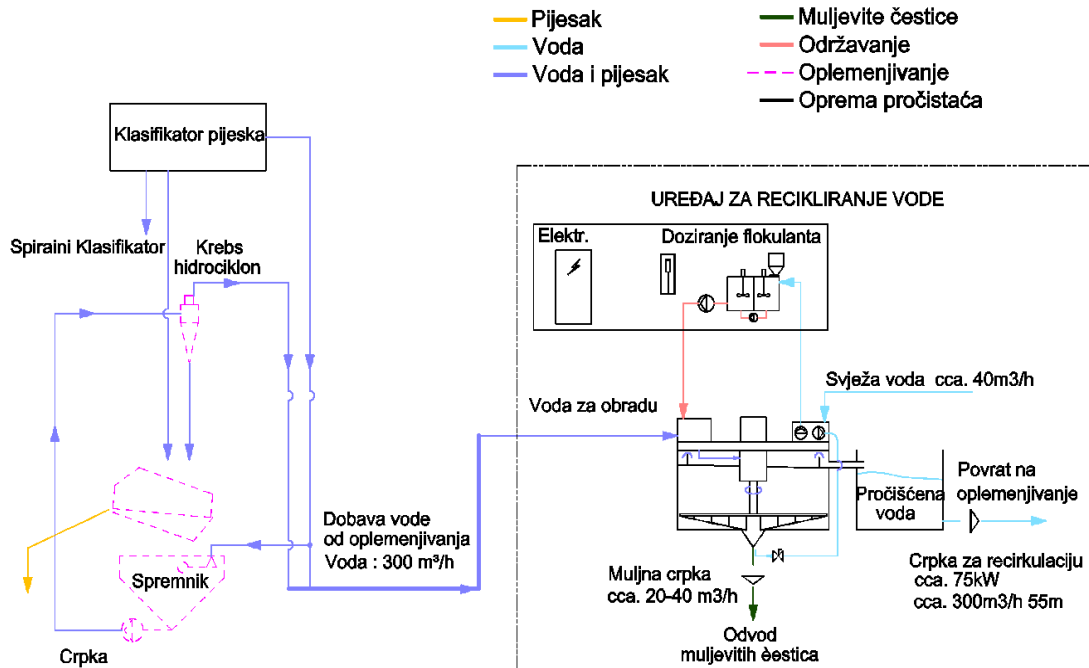 Pijesak
Voda
Voda i pijesak
Muljevite čestice
Održavanje
Oplemenjivanje
Oprema pročistaća
Klasifikator pijeska
Spiraini Klasifikator
Krebs
hidrociklon
UREĐAJ ZA RECIKLIRANJE VODE
Elektr.
Doziranje flokulanta
Svježa voda cca. 40m3/h
Voda za obradu
Pročišćena
voda
Povrat na
oplemenjivanje
Dobava vode
od oplemenjivanja
Voda : 300 m³/h
Spremnik
Crpka
Muljna crpka
cca. 20-40 m3/h
Crpka za recirkulaciju
cca. 75kW
cca. 300m3/h 55m
Odvod
muljevitih èestica